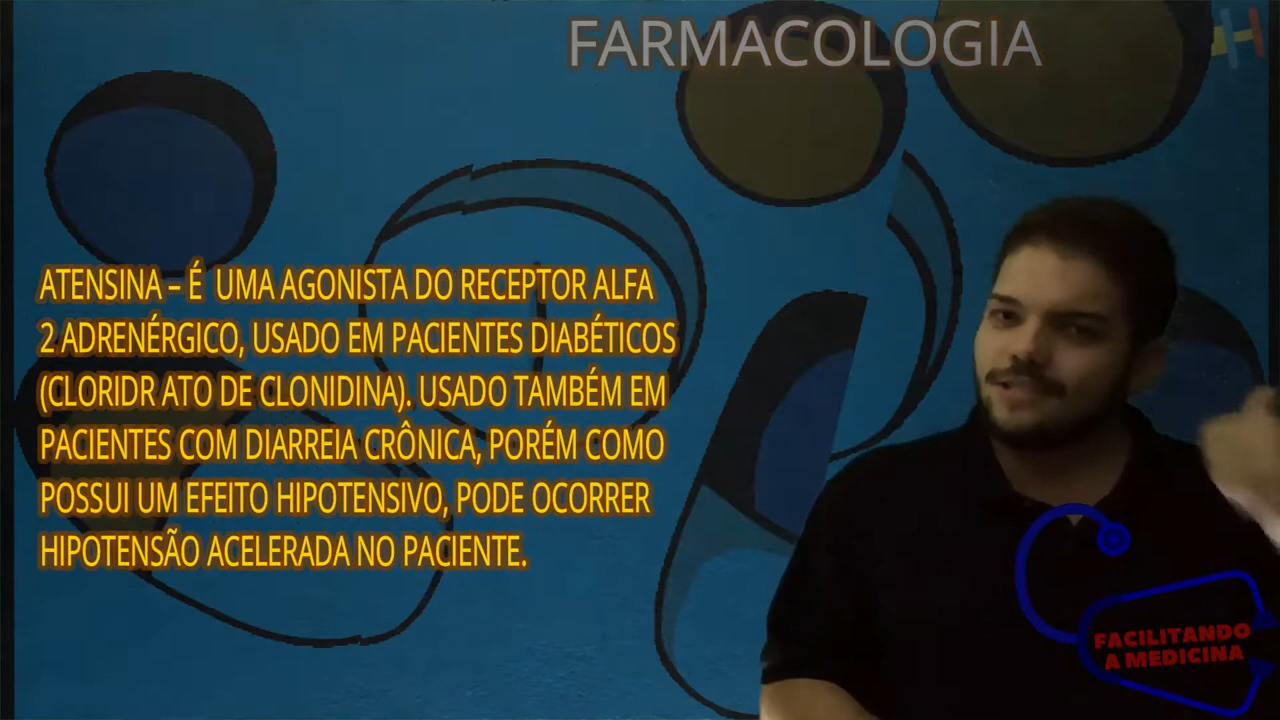 FARMACOLOGIA
H
ATENSINA – É UMA AGONISTA DO RECEPTOR ALFA
2 ADRENÉRGICO, USADO EM PACIENTES DIABÉTICOS
(CLORIDR ATO DE CLONIDINA). USADO TAMBÉM EM
PACIENTES COM DIARREIA CRÔNICA, PORÉM COMO
POSSUI UM EFEITO HIPOTENSIVO, PODE OCORRER
HIPOTENSÃO ACELERADA NO PACIENTE.
FACILITANDO
A MEDICINA